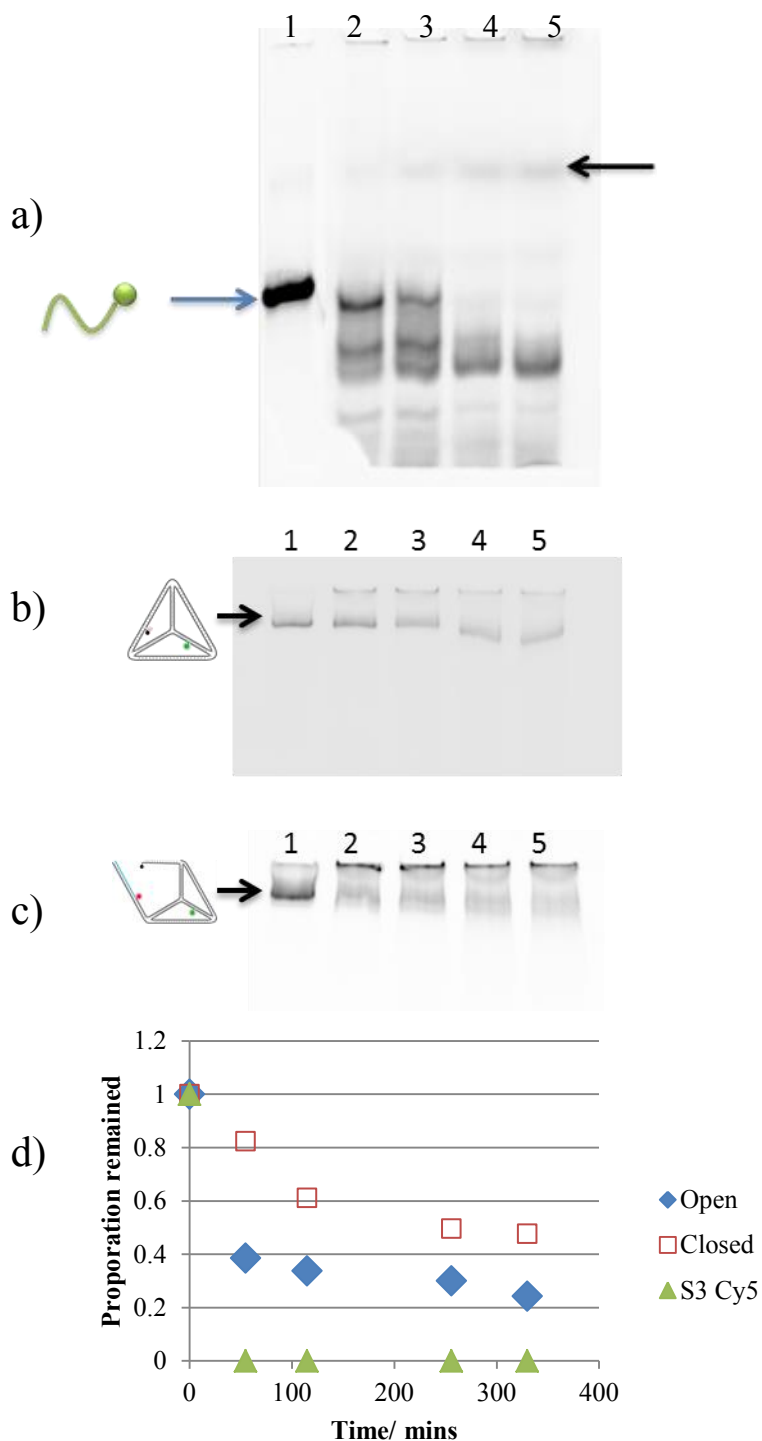 1 2 3 4 5
a)
1 2 3 4 5
b)
1 2 3 4 5
c)
d)
Proporation remained
1.2
1
0.8
0.6
0.4
0.2
0
0 100 200 300 400
Time/ mins
Open
Closed
S3 Cy5